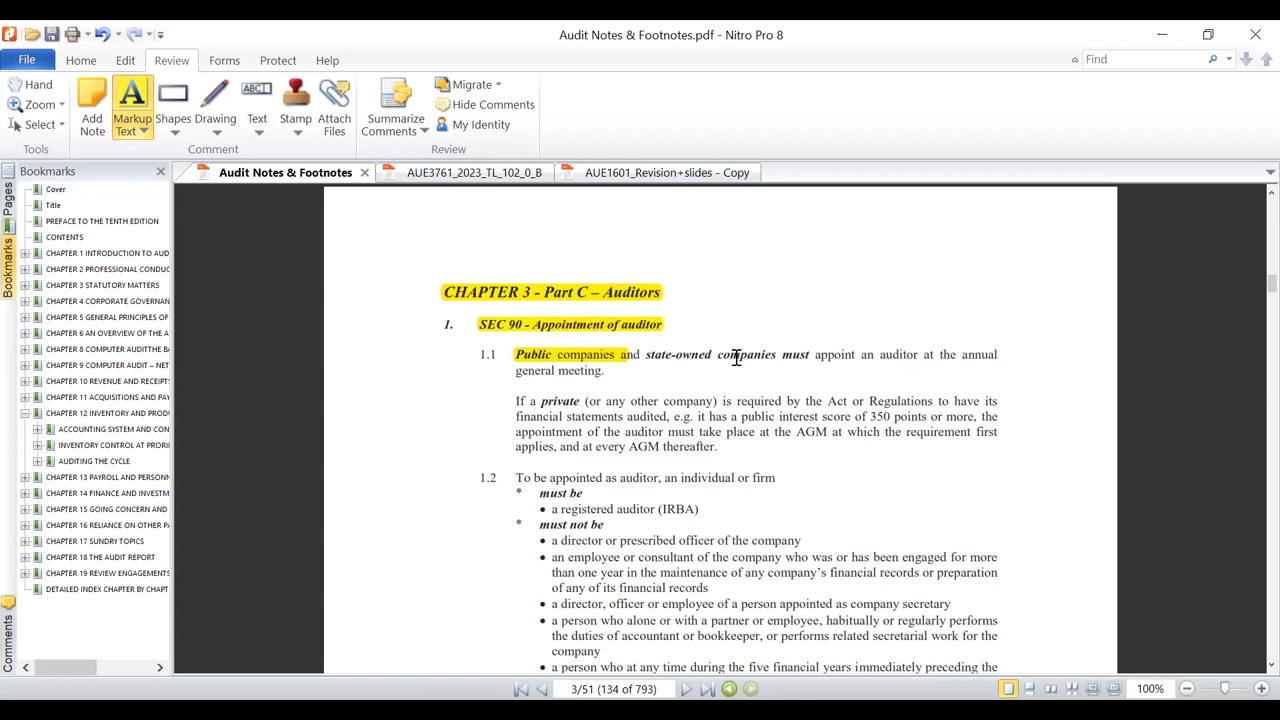 Audit Notes & Footnotes.pdf - Nitro Pro 8
File Home Edit Review Forms Protect Help
Find
Hand
Zoom
Select
Tools
Add Note
Markup Text
Shapes
Drawing
ABC
Text
Stamp
Attach Files
Comment
Summarize Comments
Migrate
Hide Comments
My Identity
Review
Pages
Bookmarks
Comments
Bookmarks
Audit Notes & Footnotes
AUE3761_2023_TL_102_0_B
AUE1601_Revision+slides - Copy
Cover
Title
PREFACE TO THE TENTH EDITION
CONTENTS
CHAPTER 1 INTRODUCTION TO AUD
CHAPTER 2 PROFESSIONAL CONDUC
CHAPTER 3 STATUTORY MATTERS
CHAPTER 4 CORPORATE GOVERNAN
CHAPTER 5 GENERAL PRINCIPLES OF
CHAPTER 6 AN OVERVIEW OF THE A
CHAPTER 8 COMPUTER AUDITTHE B
CHAPTER 9 COMPUTER AUDIT – NET
CHAPTER 10 REVENUE AND RECEIPTS
CHAPTER 11 ACQUISITIONS AND PAY
CHAPTER 12 INVENTORY AND PRODU
ACCOUNTING SYSTEM AND CON
INVENTORY CONTROL AT PRORI
AUDITING THE CYCLE
CHAPTER 13 PAYROLL AND PERSONN
CHAPTER 14 FINANCE AND INVESTM
CHAPTER 15 GOING CONCERN AND
CHAPTER 16 RELIANCE ON OTHER PA
CHAPTER 17 SUNDRY TOPICS
CHAPTER 18 THE AUDIT REPORT
CHAPTER 19 REVIEW ENGAGEMENTS
DETAILED INDEX CHAPTER BY CHAPT
CHAPTER 3 - Part C – Auditors
1. SEC 90 - Appointment of auditor
1.1 Public companies and state-owned companies must appoint an auditor at the annual
general meeting.
If a private (or any other company) is required by the Act or Regulations to have its
financial statements audited, e.g. it has a public interest score of 350 points or more, the
appointment of the auditor must take place at the AGM at which the requirement first
applies, and at every AGM thereafter.
1.2 To be appointed as auditor, an individual or firm
* must be
• a registered auditor (IRBA)
* must not be
• a director or prescribed officer of the company
• an employee or consultant of the company who was or has been engaged for more
than one year in the maintenance of any company’s financial records or preparation
of any of its financial records
• a director, officer or employee of a person appointed as company secretary
• a person who alone or with a partner or employee, habitually or regularly performs
the duties of accountant or bookkeeper, or performs related secretarial work for the
company
• a person who at any time during the five financial years immediately preceding the
3/51 (134 of 793)
100%